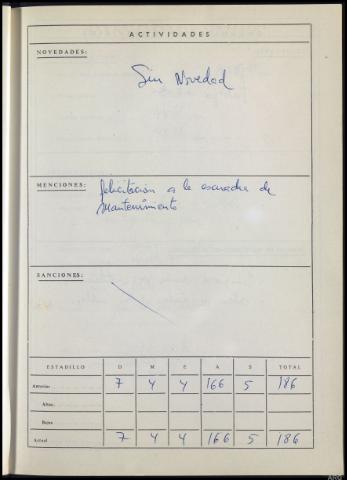 ACTIVIDADES
NOVEDADES:
Sin Novedad
MENCIONES: felicitación a la escuadra de
Mantenimiento
SANCIONES:
ESTADILLO D M E A S TOTAL
Anterior 7 4 4 166 5 186
Altas
Bajas
Actual 7 4 4 166 5 186
ARG